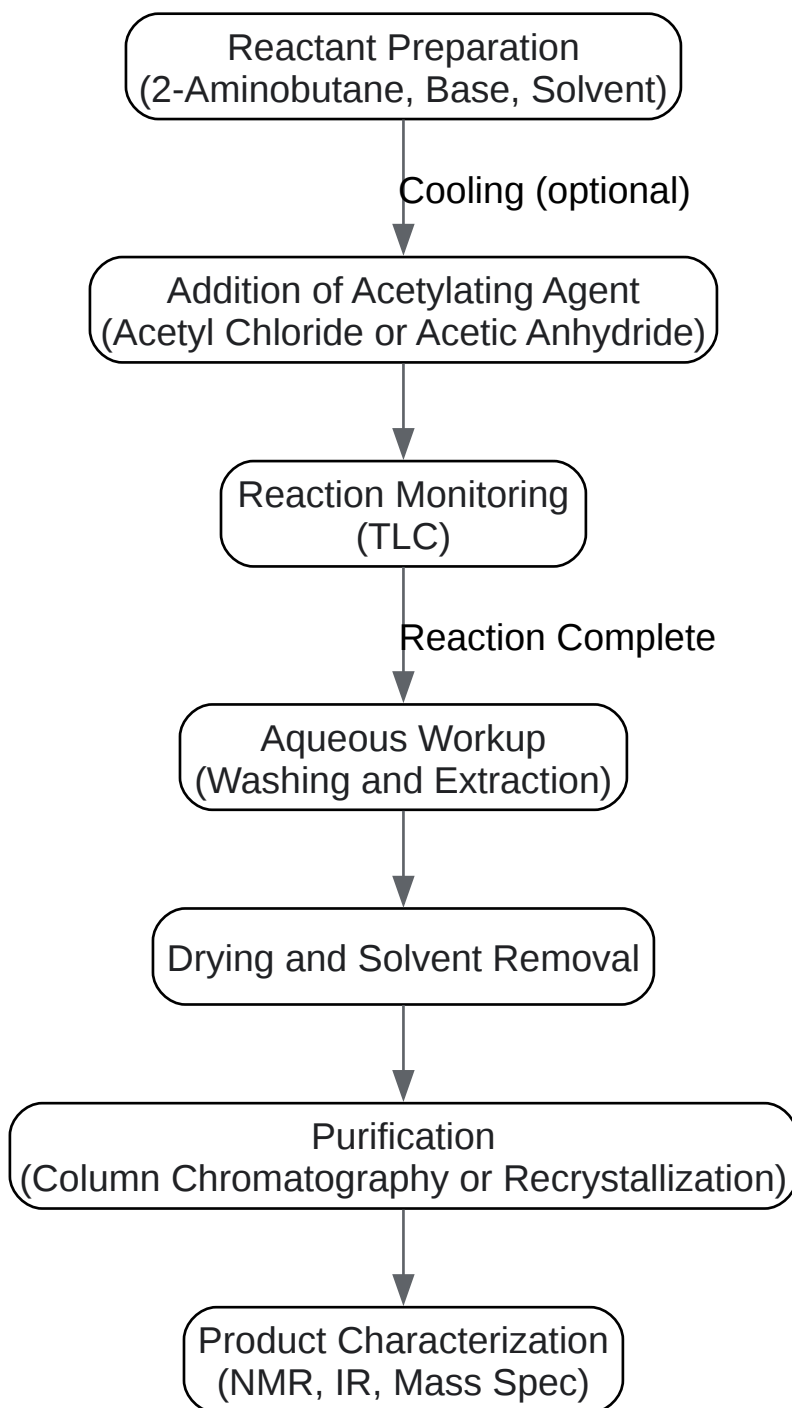 Reactant Preparation
(2-Aminobutane, Base, Solvent)
Cooling (optional)
Addition of Acetylating Agent
(Acetyl Chloride or Acetic Anhydride)
Reaction Monitoring
(TLC)
Reaction Complete
Aqueous Workup
(Washing and Extraction)
Drying and Solvent Removal
Purification
(Column Chromatography or Recrystallization)
Product Characterization
(NMR, IR, Mass Spec)